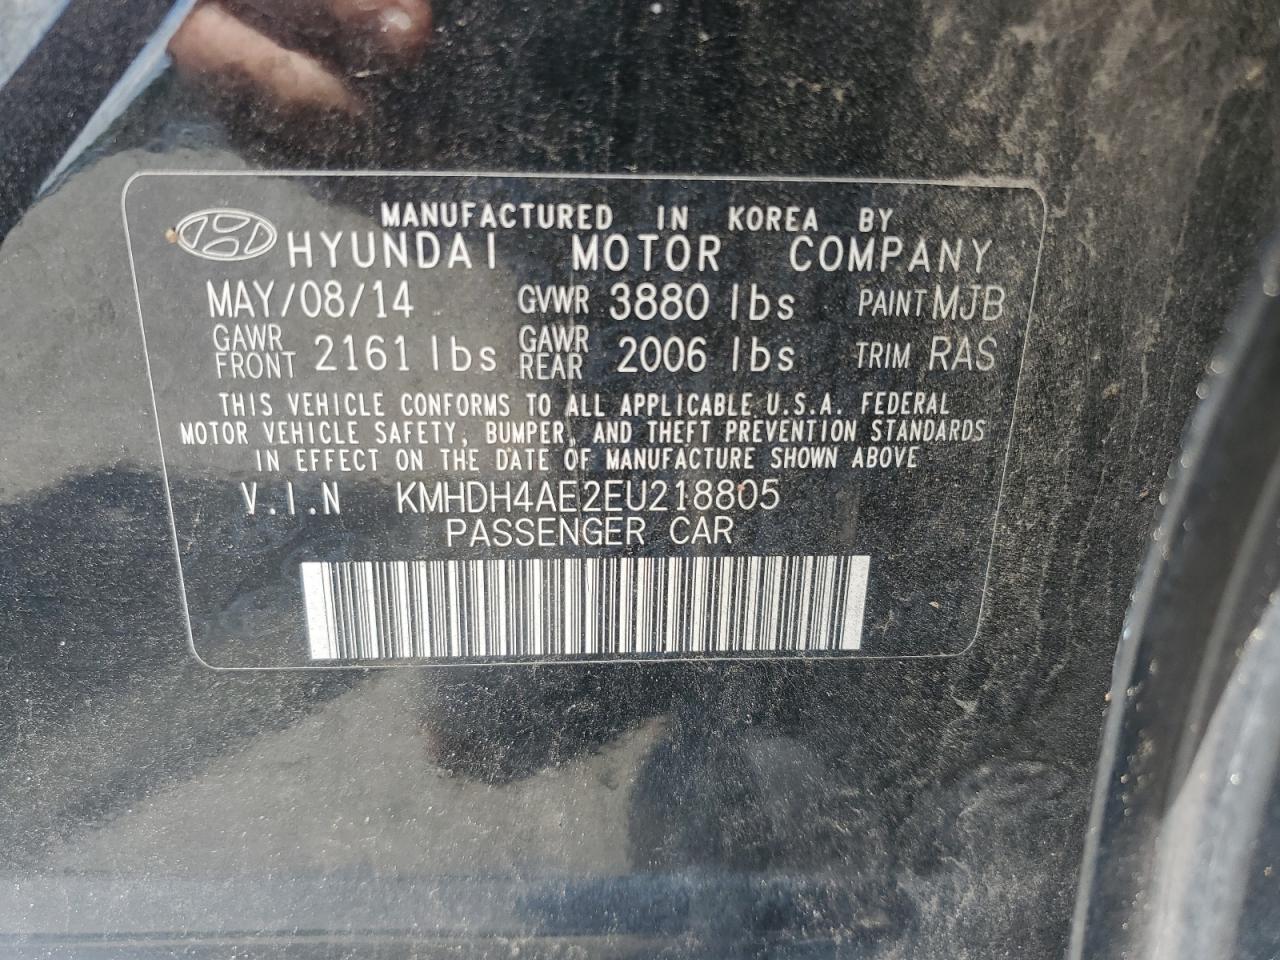 MANUFACTURED IN KOREA BY
HYUNDAI MOTOR COMPANY
MAY/08/14 GVWR 3880 lbs PAINT MJB
GAWR FRONT 2161 lbs GAWR REAR 2006 lbs TRIM RAS
THIS VEHICLE CONFORMS TO ALL APPLICABLE U.S.A. FEDERAL
MOTOR VEHICLE SAFETY, BUMPER, AND THEFT PREVENTION STANDARDS
IN EFFECT ON THE DATE OF MANUFACTURE SHOWN ABOVE
V.I.N KMHDH4AE2EU218805
PASSENGER CAR